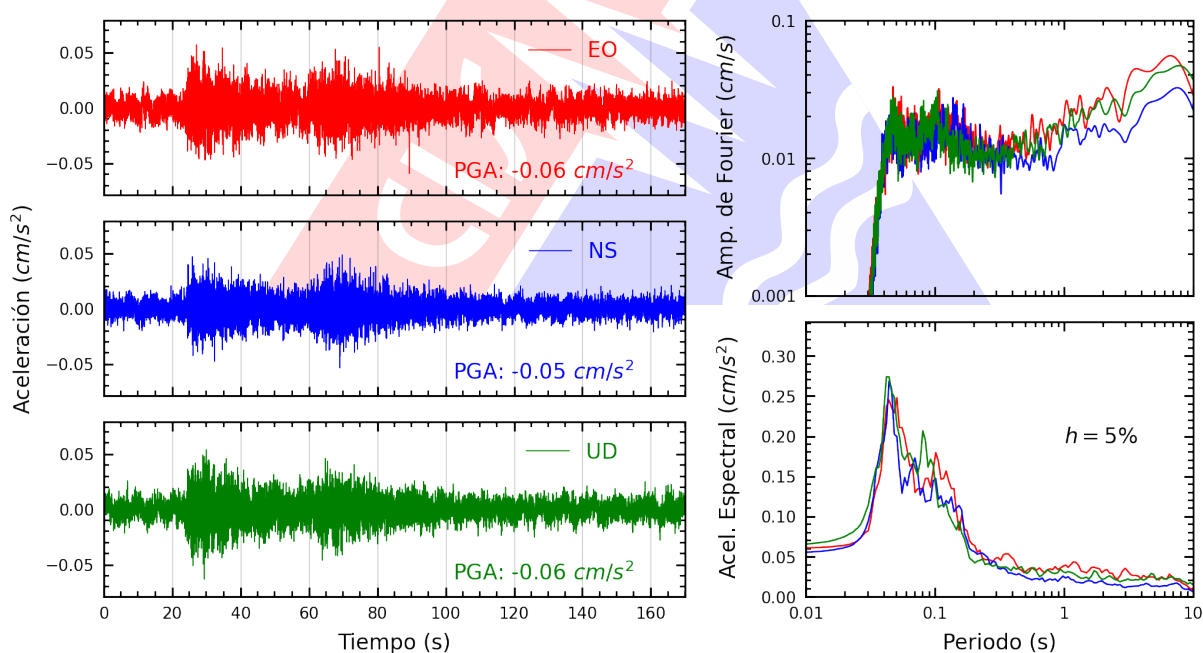 Aceleración (cm/s²)
0.05
0.00
−0.05
EO
PGA: -0.06 cm/s²
0.05
0.00
−0.05
NS
PGA: -0.05 cm/s²
0.05
0.00
−0.05
UD
PGA: -0.06 cm/s²
0 20 40 60 80 100 120 140 160
Tiempo (s)
Amp. de Fourier (cm/s)
0.1
0.01
0.001
Acel. Espectral (cm/s²)
0.30
0.25
0.20
0.15
0.10
0.05
0.00
h = 5%
0.01 0.1 1 10
Periodo (s)